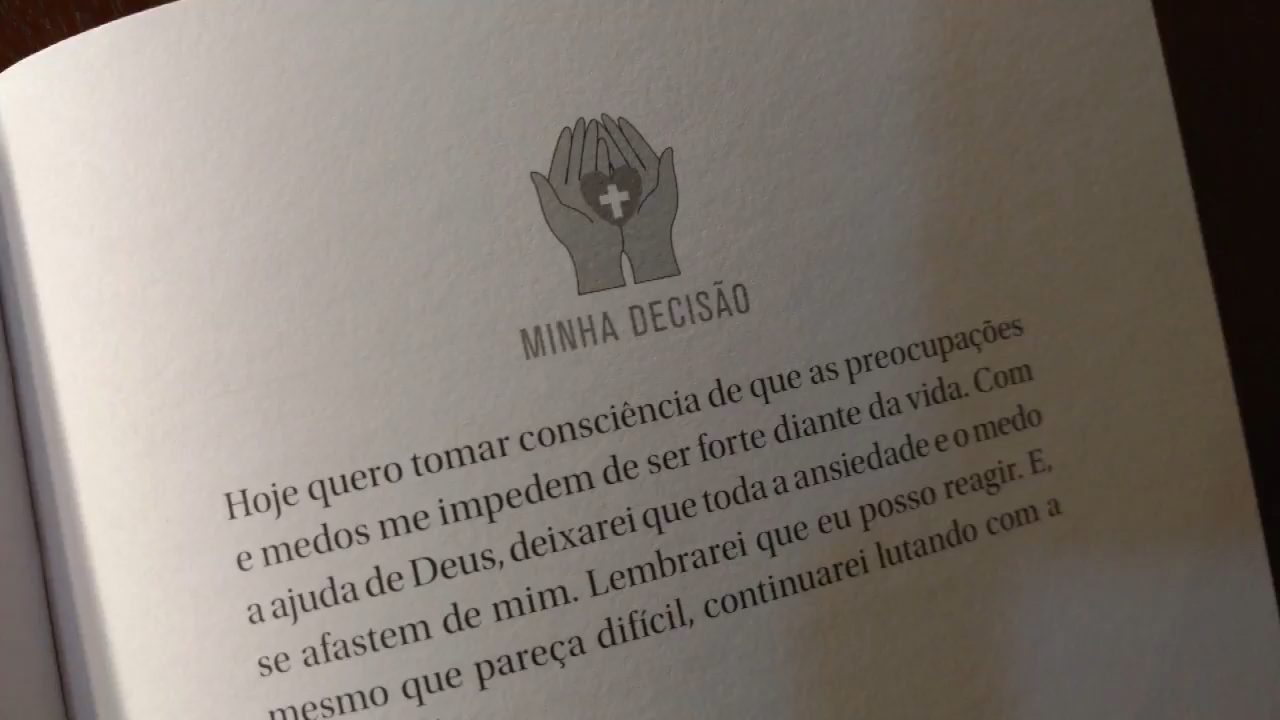 MINHA DECISÃO
Hoje quero tomar consciência de que as preocupações
e medos me impedem de ser forte diante da vida. Com
a ajuda de Deus, deixarei que toda a ansiedade e o medo
se afastem de mim. Lembrarei que eu posso reagir. E,
mesmo que pareça difícil, continuarei lutando com a